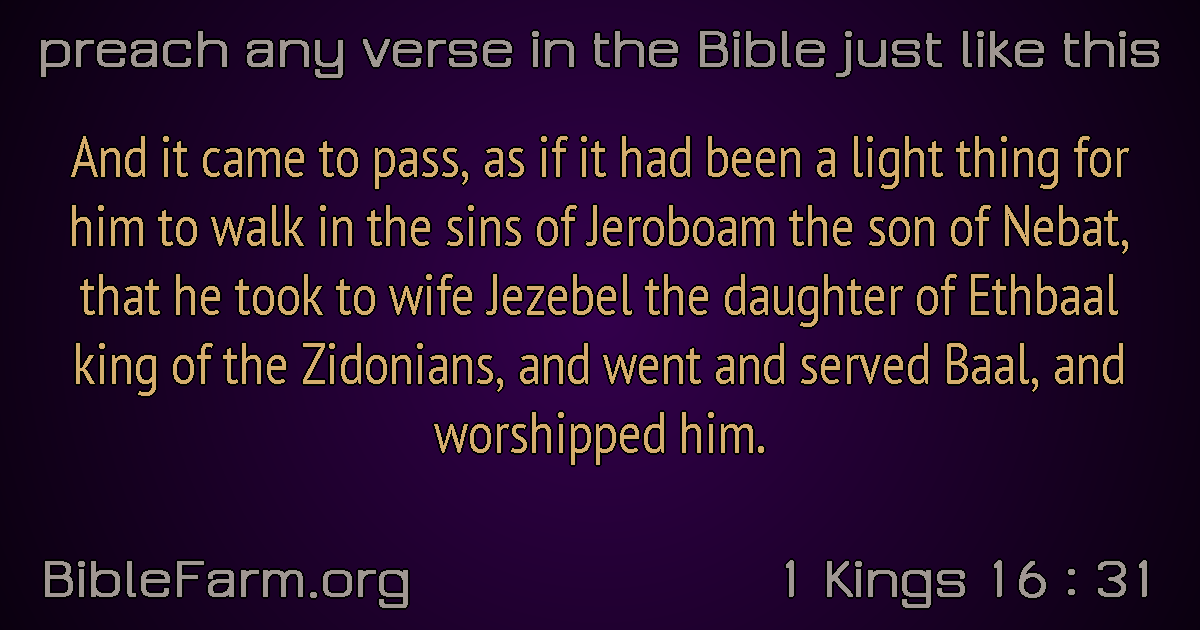 preach any verse in the Bible just like this
And it came to pass, as if it had been a light thing for
him to walk in the sins of Jeroboam the son of Nebat,
that he took to wife Jezebel the daughter of Ethbaal
king of the Zidonians, and went and served Baal, and
worshipped him.
BibleFarm.org
1 Kings 16 : 31